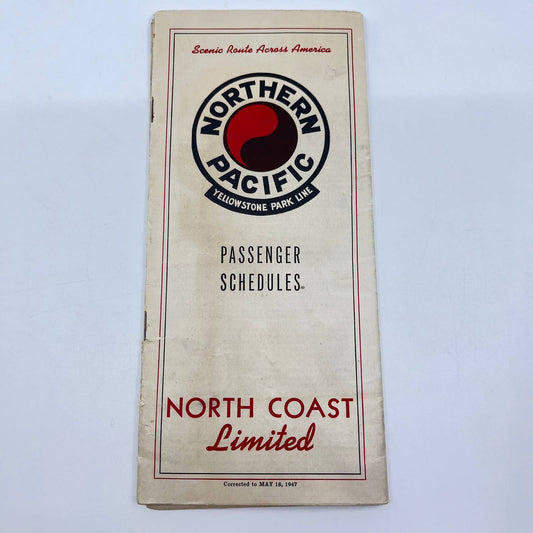 Scenic Route Across America
NORTHERN
PACIFIC
YELLOWSTONE PARK LINE
PASSENGER
SCHEDULES
NORTH COAST
Limited
Corrected to MAY 18, 1947